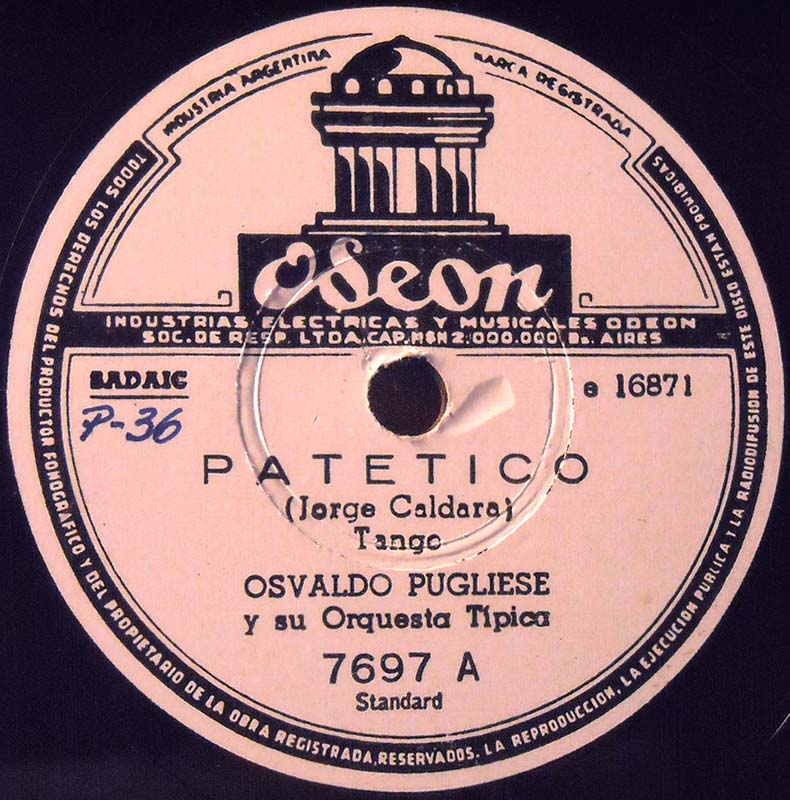 INDUSTRIA ARGENTINA
MARCA REGISTRADA
Odeon
INDUSTRIAS ELECTRICAS Y MUSICALES ODEON
SOC. DE RESP. LTDA. CAP. M$N 2.000.000 Bs. AIRES
SADAIC
P-36
e 16871
PATETICO
(Jorge Caldara)
Tango
OSVALDO PUGLIESE
y su Orquesta Típica
7697 A
Standard
TODOS LOS DERECHOS DEL PRODUCTOR FONOGRAFICO Y DEL PROPIETARIO DE LA OBRA REGISTRADA, RESERVADOS. LA REPRODUCCION, LA EJECUCION PUBLICA Y LA RADIODIFUSION DE ESTE DISCO ESTAN PROHIBIDAS